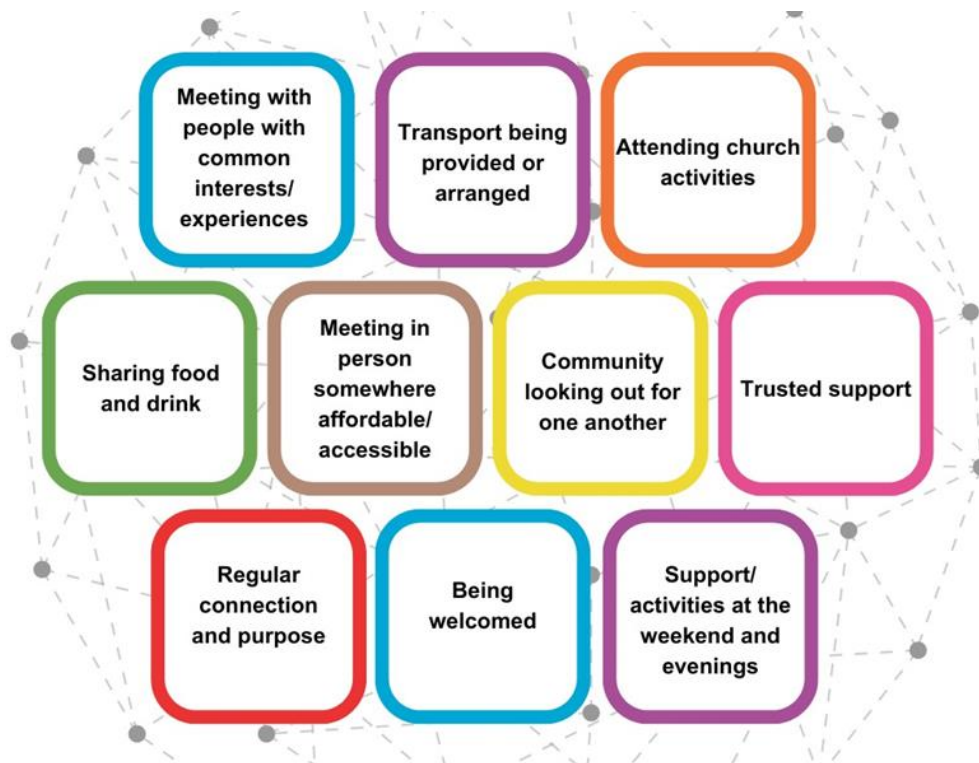 Meeting with
people with
common
interests/
experiences
Transport being
provided or
arranged
Attending church
activities
Sharing food
and drink
Meeting in
person
somewhere
affordable/
accessible
Community
looking out for
one another
Trusted support
Regular
connection
and purpose
Being
welcomed
Support/
activities at the
weekend and
evenings